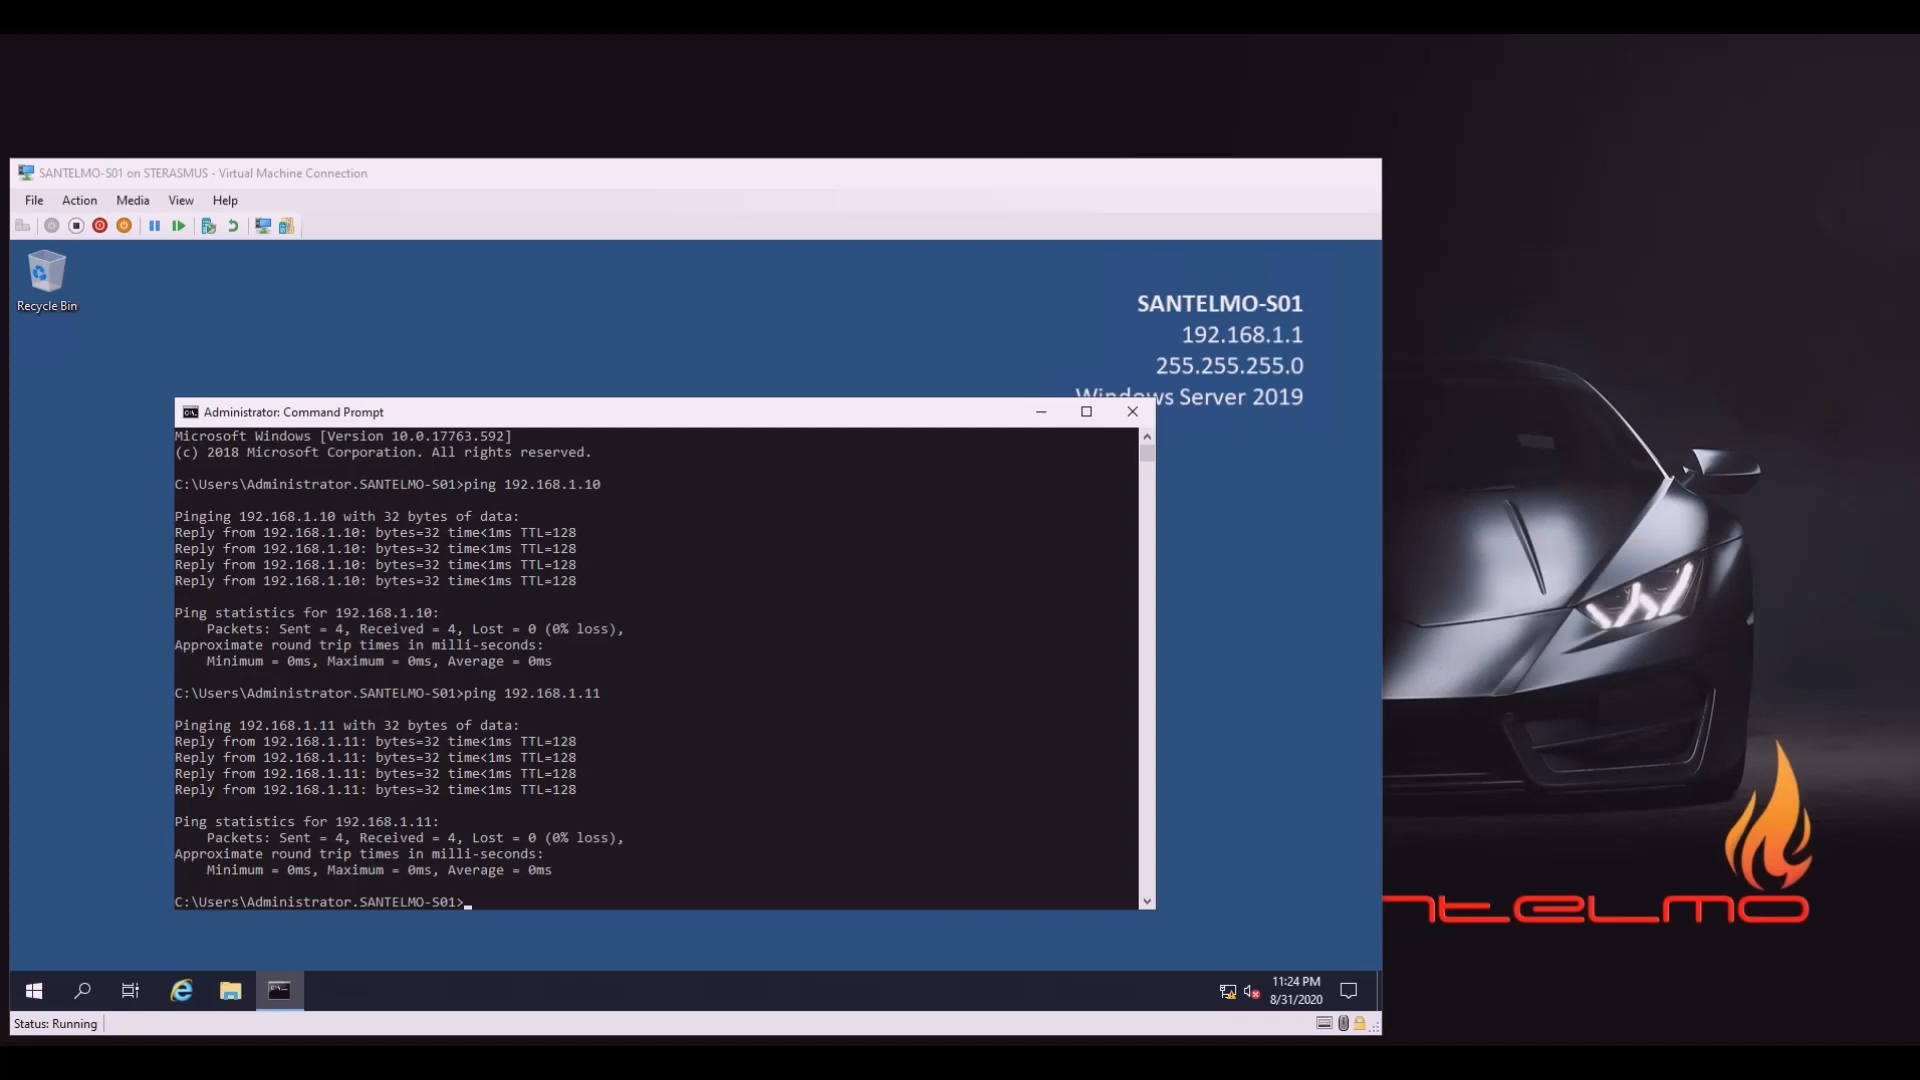 SANTELMO-S01 on STERASMUS - Virtual Machine Connection
File Action Media View Help
Recycle Bin
SANTELMO-S01
192.168.1.1
255.255.255.0
Windows Server 2019
Administrator: Command Prompt
Microsoft Windows [Version 10.0.17763.592]
(c) 2018 Microsoft Corporation. All rights reserved.
C:\Users\Administrator.SANTELMO-S01>ping 192.168.1.10
Pinging 192.168.1.10 with 32 bytes of data:
Reply from 192.168.1.10: bytes=32 time<1ms TTL=128
Reply from 192.168.1.10: bytes=32 time<1ms TTL=128
Reply from 192.168.1.10: bytes=32 time<1ms TTL=128
Reply from 192.168.1.10: bytes=32 time<1ms TTL=128
Ping statistics for 192.168.1.10:
Packets: Sent = 4, Received = 4, Lost = 0 (0% loss),
Approximate round trip times in milli-seconds:
Minimum = 0ms, Maximum = 0ms, Average = 0ms
C:\Users\Administrator.SANTELMO-S01>ping 192.168.1.11
Pinging 192.168.1.11 with 32 bytes of data:
Reply from 192.168.1.11: bytes=32 time<1ms TTL=128
Reply from 192.168.1.11: bytes=32 time<1ms TTL=128
Reply from 192.168.1.11: bytes=32 time<1ms TTL=128
Reply from 192.168.1.11: bytes=32 time<1ms TTL=128
Ping statistics for 192.168.1.11:
Packets: Sent = 4, Received = 4, Lost = 0 (0% loss),
Approximate round trip times in milli-seconds:
Minimum = 0ms, Maximum = 0ms, Average = 0ms
C:\Users\Administrator.SANTELMO-S01>
ntelmo
11:24 PM
8/31/2020
Status: Running